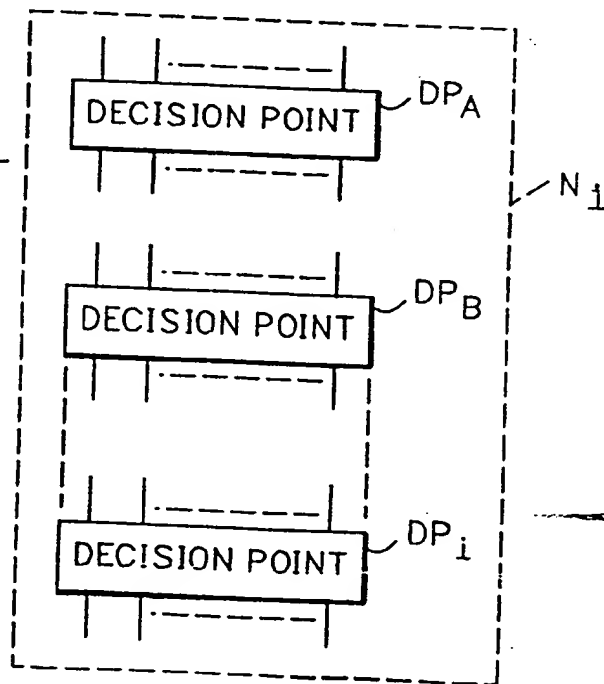 DECISION POINT DP_A
N_i
DECISION POINT DP_B
DECISION POINT DP_i